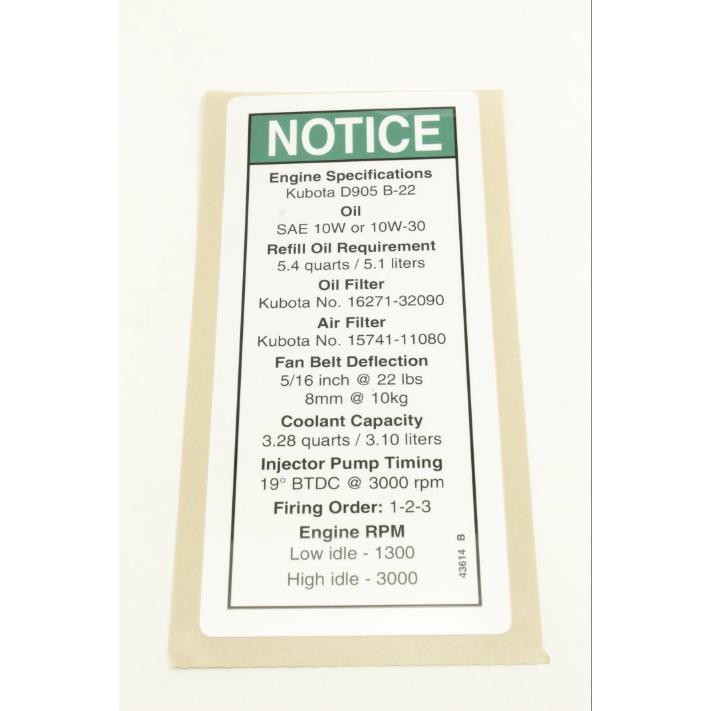 NOTICE
Engine Specifications
Kubota D905 B-22
Oil
SAE 10W or 10W-30
Refill Oil Requirement
5.4 quarts / 5.1 liters
Oil Filter
Kubota No. 16271-32090
Air Filter
Kubota No. 15741-11080
Fan Belt Deflection
5/16 inch @ 22 lbs
8mm @ 10kg
Coolant Capacity
3.28 quarts / 3.10 liters
Injector Pump Timing
19° BTDC @ 3000 rpm
Firing Order: 1-2-3
Engine RPM
Low idle - 1300
High idle - 3000
43614 B